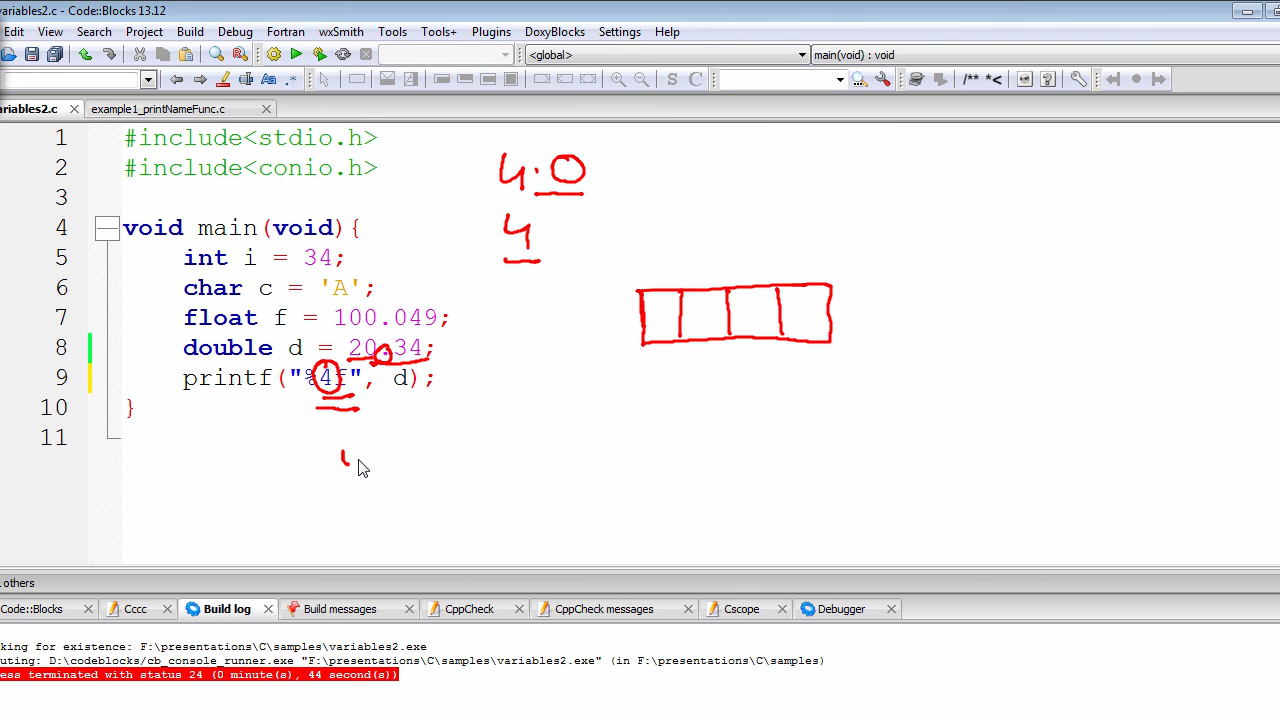 variables2.c - Code::Blocks 13.12
Edit View Search Project Build Debug Fortran wxSmith Tools Tools+ Plugins DoxyBlocks Settings Help
<global> main(void) : void
Aa .* S C /** *< ?
variables2.c example1_printNameFunc.c
1 #include<stdio.h>
2 #include<conio.h>
3
4 void main(void){
5 int i = 34;
6 char c = 'A';
7 float f = 100.049;
8 double d = 20.34;
9 printf("%4f", d);
10 }
11
4.0
4
others
Code::Blocks Cccc Build log Build messages CppCheck CppCheck messages Cscope Debugger
king for existence: F:\presentations\C\samples\variables2.exe
uting: D:\codeblocks/cb_console_runner.exe "F:\presentations\C\samples\variables2.exe" (in F:\presentations\C\samples)
ess terminated with status 24 (0 minute(s), 44 second(s))